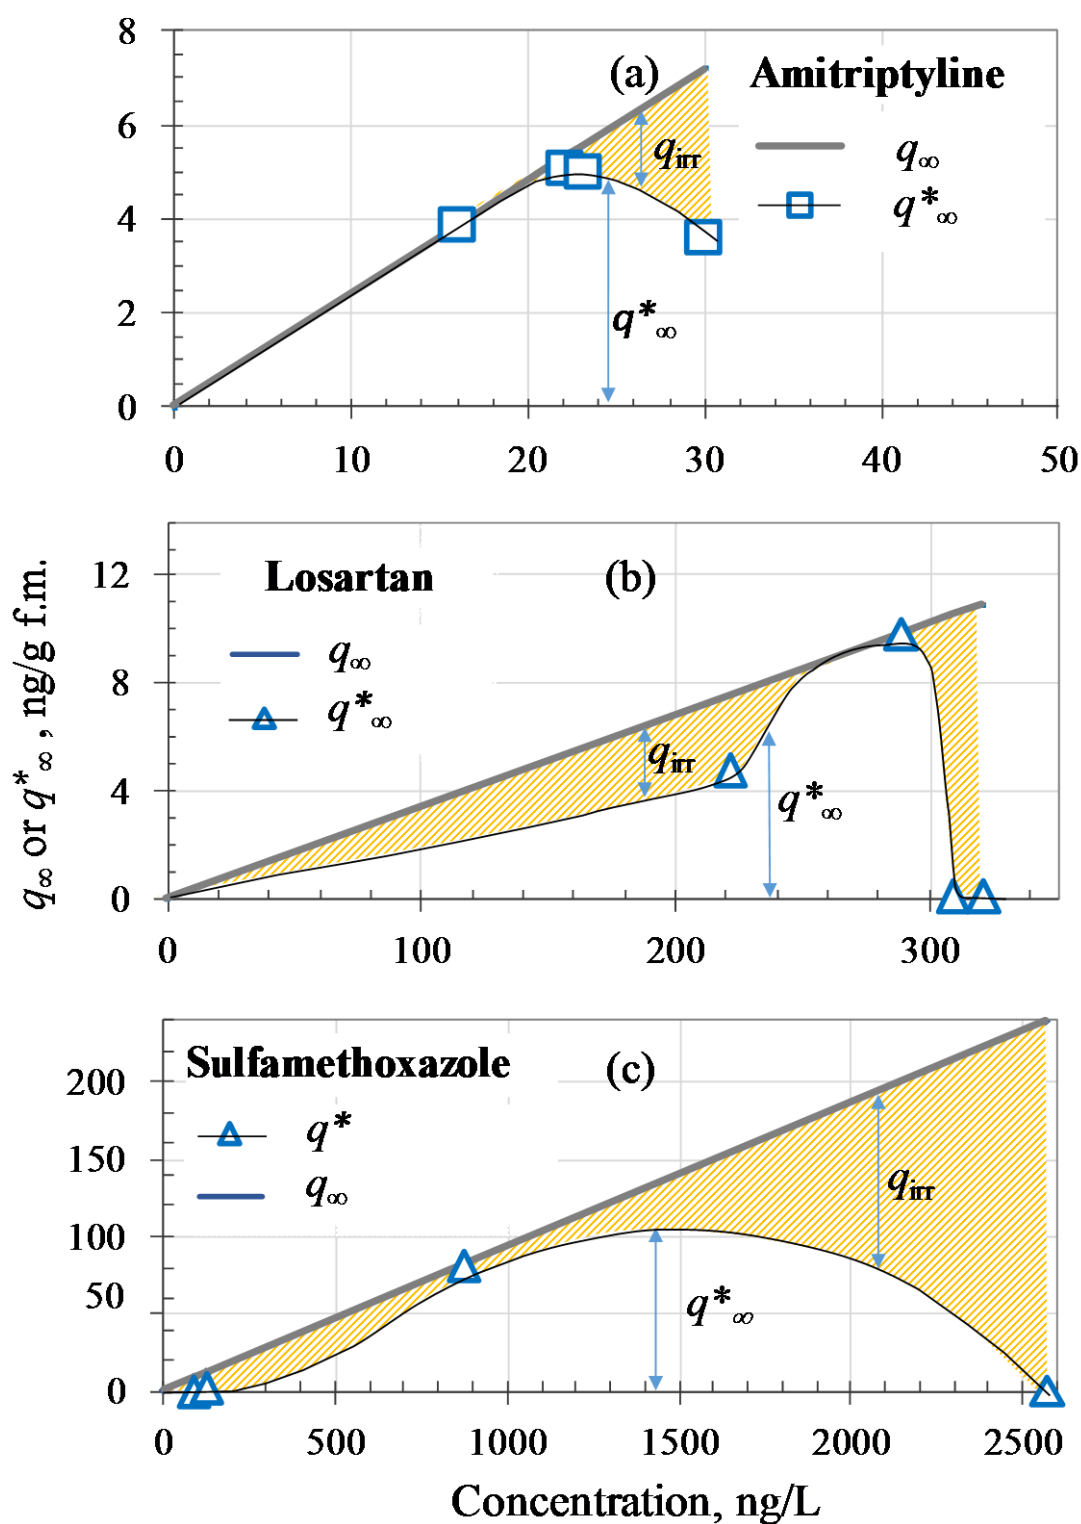 8
(a)
Amitriptyline
6
q∞
qirr
4
q*∞
2
q*∞
0
0 10 20 30 40 50
q∞ or q*∞, ng/g f.m.
12
Losartan
(b)
q∞
8
q*∞
qirr
4
q*∞
0
0 100 200 300
Sulfamethoxazole
(c)
200
q*
150
q∞
qirr
100
50
q*∞
0
0 500 1000 1500 2000 2500
Concentration, ng/L